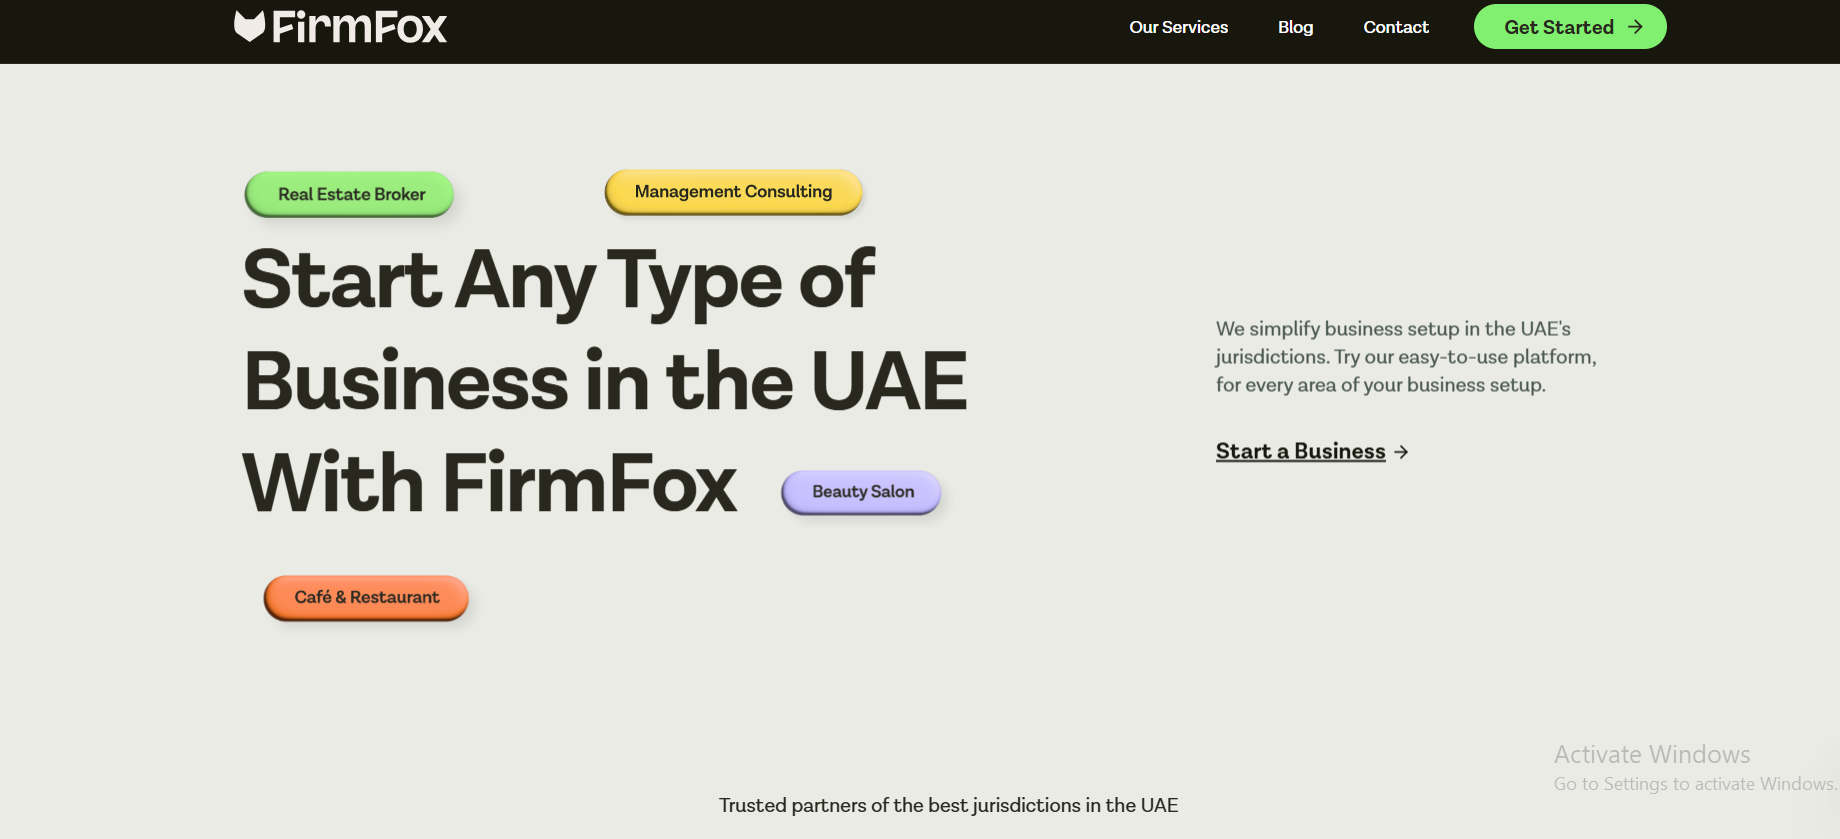 FirmFox
Our Services
Blog
Contact
Get Started
Real Estate Broker
Management Consulting
Start Any Type of
Business in the UAE
With FirmFox
Beauty Salon
Café & Restaurant
We simplify business setup in the UAE's
jurisdictions. Try our easy-to-use platform,
for every area of your business setup.
Start a Business
Activate Windows
Go to Settings to activate Windows.
Trusted partners of the best jurisdictions in the UAE